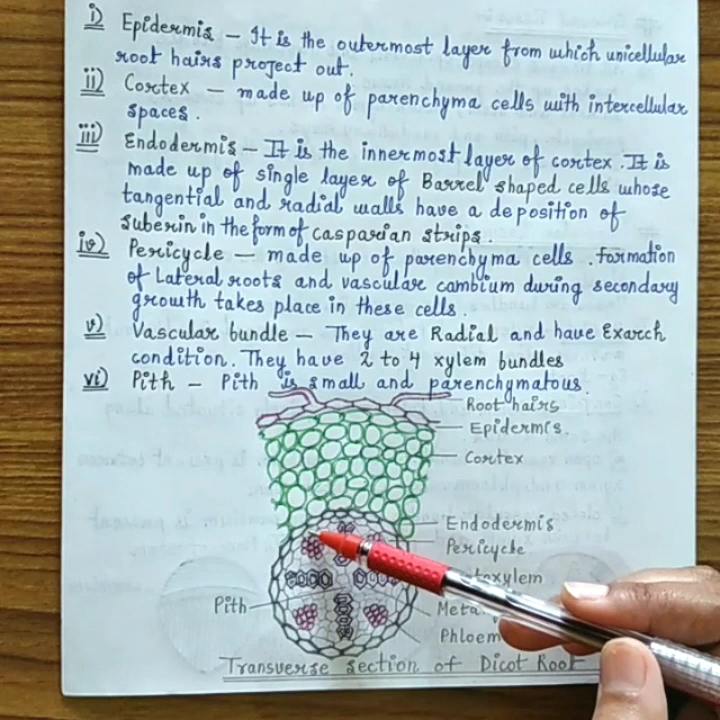 i) Epidermis – It is the outermost layer from which unicellular
root hairs project out.
ii) Cortex – made up of parenchyma cells with intercellular
spaces.
iii) Endodermis – It is the innermost layer of cortex. It is
made up of single layer of Barrel shaped cells whose
tangential and radial walls have a deposition of
suberin in the form of casparian strips.
iv) Pericycle – made up of parenchyma cells. Formation
of Lateral roots and vascular cambium during secondary
growth takes place in these cells.
v) Vascular bundle – They are Radial and have Exarch
condition. They have 2 to 4 xylem bundles
vi) Pith – Pith is small and parenchymatous.
Root hairs
Epidermis.
Cortex
Endodermis
Pericycle
Pith
Phloem
Transverse section of Dicot Root